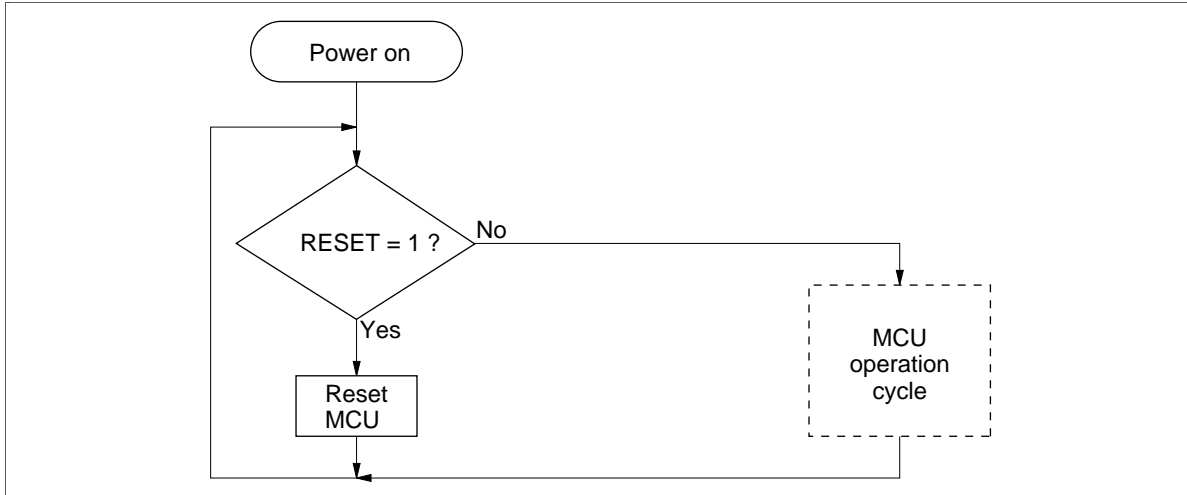 Power on
RESET = 1 ?
No
Yes
Reset
MCU
MCU
operation
cycle